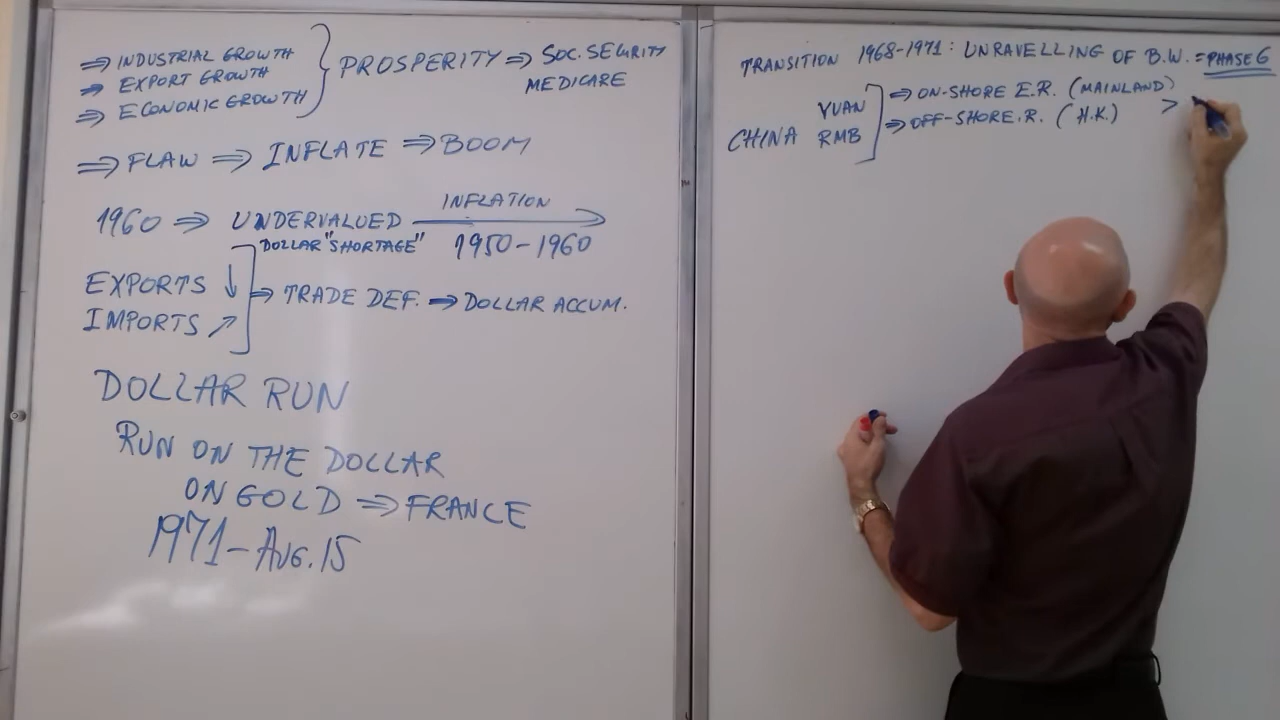 ⇒ INDUSTRIAL GROWTH
⇒ EXPORT GROWTH
⇒ ECONOMIC GROWTH
} PROSPERITY ⇒ SOC. SECURITY
MEDICARE
⇒ FLAW ⇒ INFLATE ⇒ BOOM
1960 ⇒ UNDERVALUED INFLATION →
DOLLAR "SHORTAGE" 1950-1960
EXPORTS ↓
IMPORTS ↗
] ⇒ TRADE DEF. ⇒ DOLLAR ACCUM.
DOLLAR RUN
RUN ON THE DOLLAR
ON GOLD ⇒ FRANCE
1971 - AUG. 15
TRANSITION 1968-1971: UNRAVELLING OF B.W. = PHASE 6
CHINA YUAN
RMB
] ⇒ ON-SHORE E.R. (MAINLAND)
⇒ OFF-SHORE.R. (H.K.) >